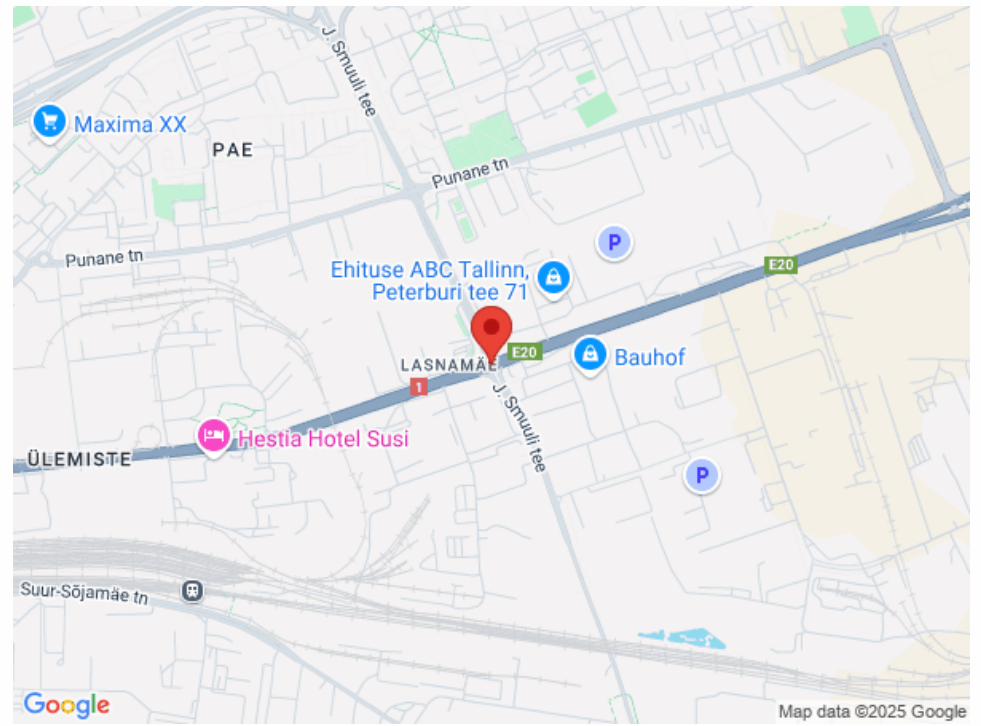 J. Smuuli tee
Maxima XX
PAE
Punane tn
Punane tn
P
E20
Ehituse ABC Tallinn,
Peterburi tee 71
E20
Bauhof
LASNAMÄE
1
J. Smuuli tee
Hestia Hotel Susi
ÜLEMISTE
P
Suur-Sõjamäe tn
Google
Map data ©2025 Google